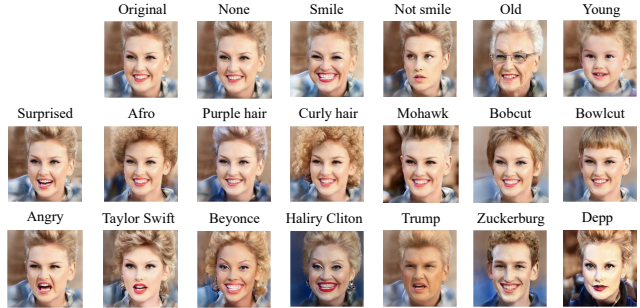 Original None Smile Not smile Old Young
Surprised Afro Purple hair Curly hair Mohawk Bobcut Bowlcut
Angry Taylor Swift Beyonce Haliry Cliton Trump Zuckerburg Depp